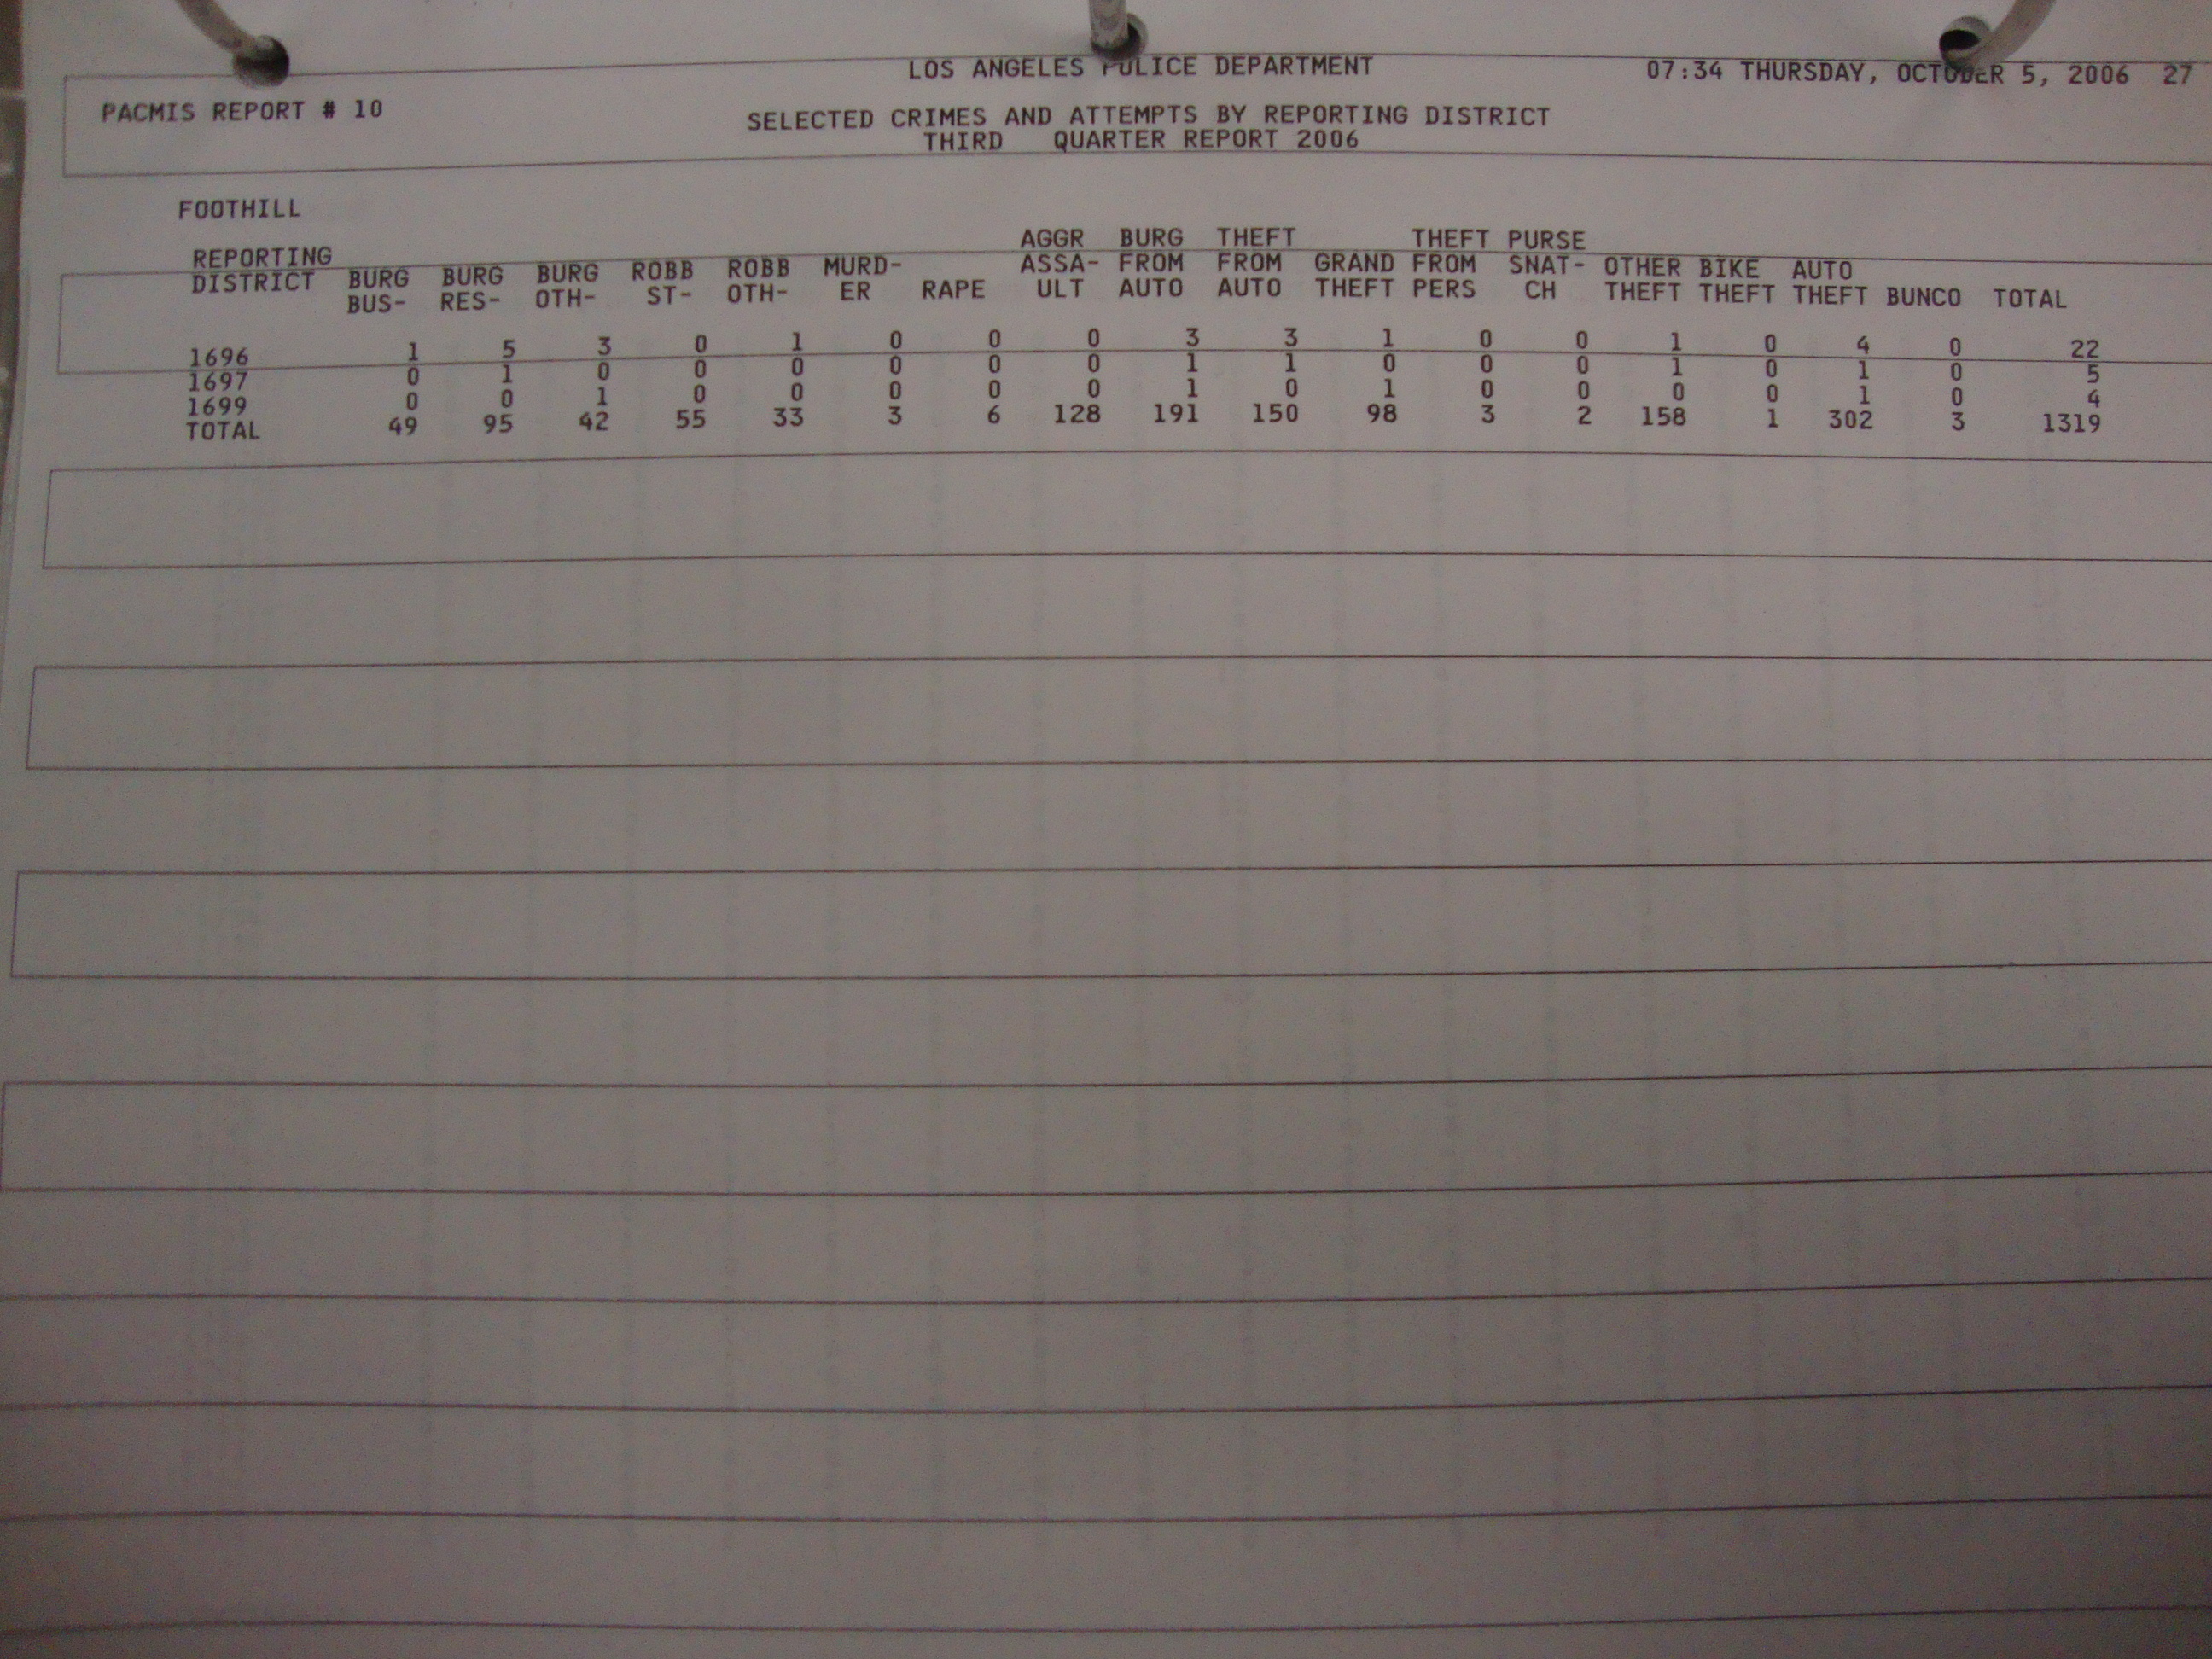 LOS ANGELES POLICE DEPARTMENT 07:34 THURSDAY, OCTOBER 5, 2006 27
PACMIS REPORT # 10
SELECTED CRIMES AND ATTEMPTS BY REPORTING DISTRICT
THIRD QUARTER REPORT 2006
FOOTHILL
AGGR BURG THEFT THEFT PURSE
REPORTING BURG BURG BURG ROBB ROBB MURD- ASSA- FROM FROM GRAND FROM SNAT- OTHER BIKE AUTO
DISTRICT BUS- RES- OTH- ST- OTH- ER RAPE ULT AUTO AUTO THEFT PERS CH THEFT THEFT THEFT BUNCO TOTAL
1696 1 5 3 0 1 0 0 0 3 3 1 0 0 1 0 4 0 22
1697 0 1 0 0 0 0 0 0 1 1 0 0 0 1 0 1 0 5
1699 0 0 1 0 0 0 0 0 1 0 1 0 0 0 0 1 0 4
TOTAL 49 95 42 55 33 3 6 128 191 150 98 3 2 158 1 302 3 1319